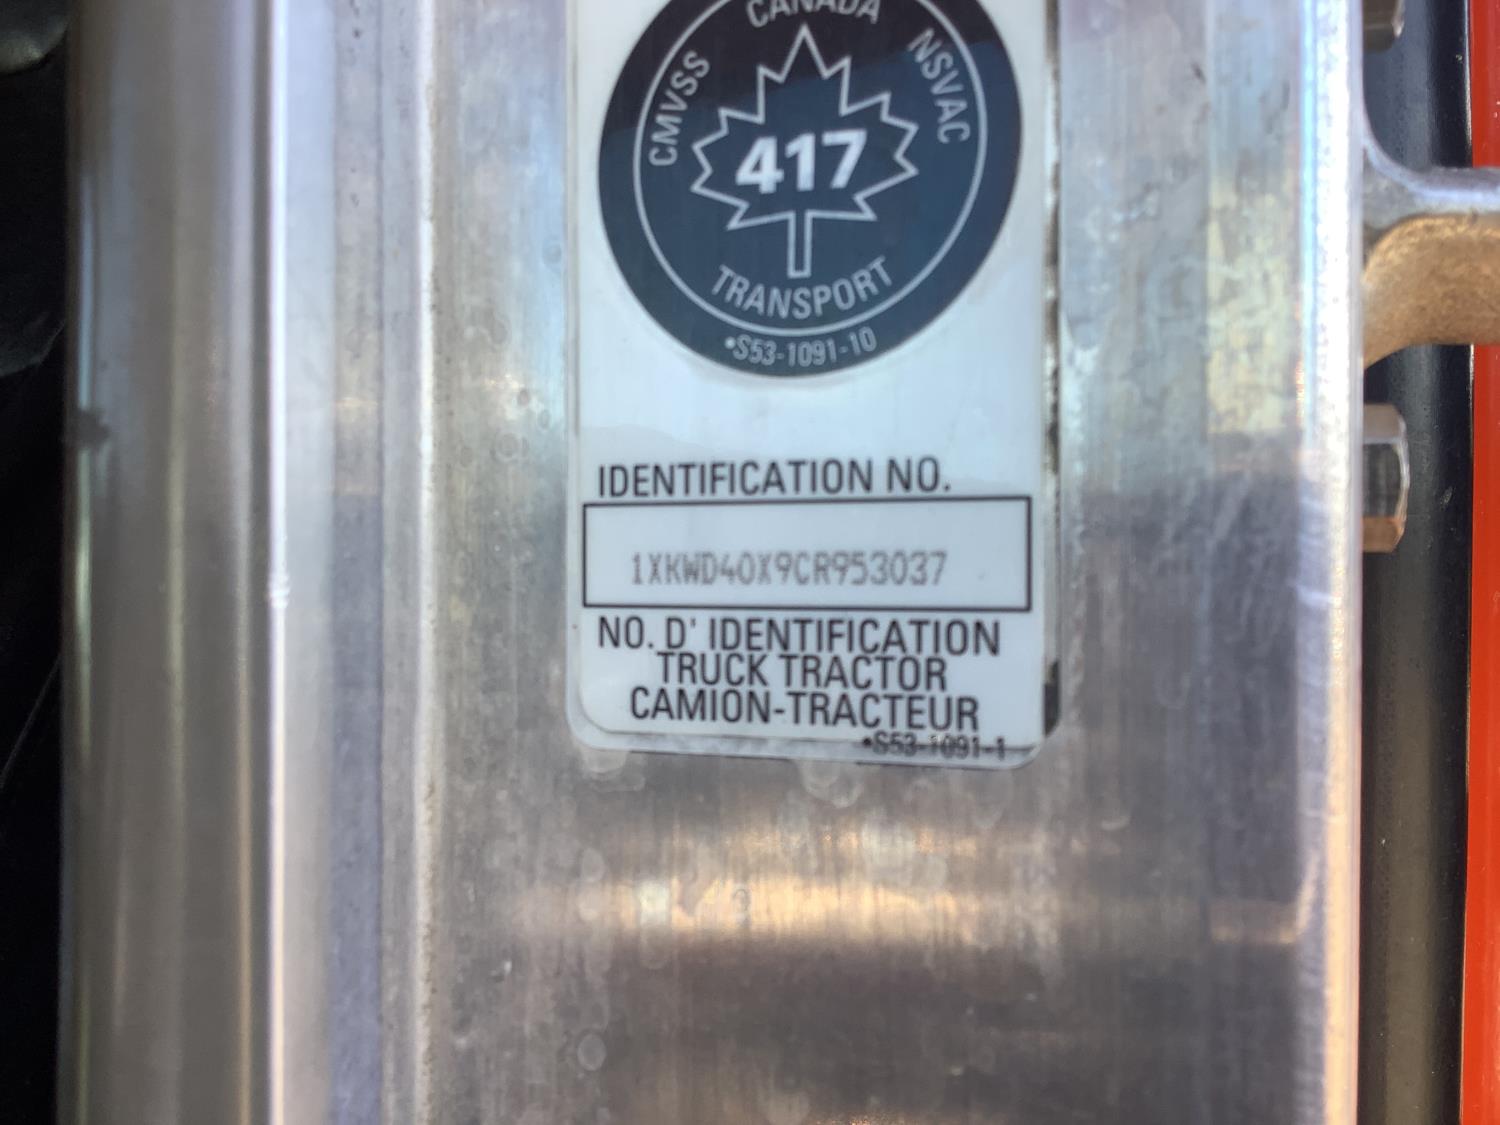 CANADA
CMVSS
NSVAC
417
TRANSPORT
•S53-1091-10
IDENTIFICATION NO.
1XKWD40X9CR953037
NO. D' IDENTIFICATION
TRUCK TRACTOR
CAMION-TRACTEUR
•S53-1091-1